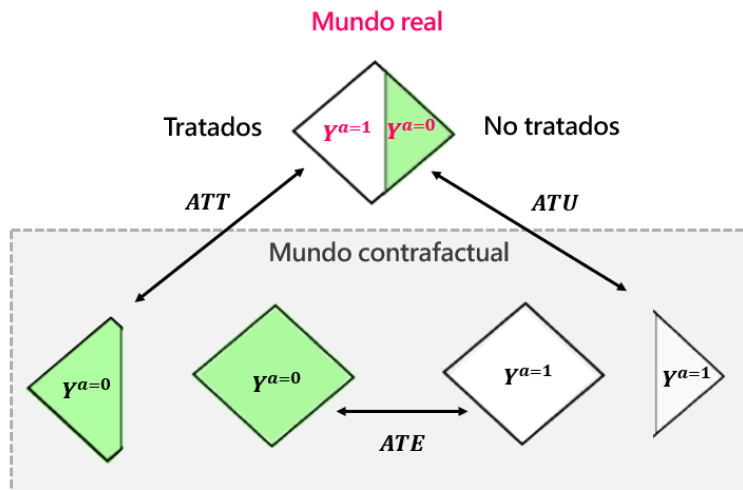 Mundo real
Tratados
Y^{a=1}
Y^{a=0}
No tratados
ATT
ATU
Mundo contrafactual
Y^{a=0}
Y^{a=0}
Y^{a=1}
Y^{a=1}
ATE